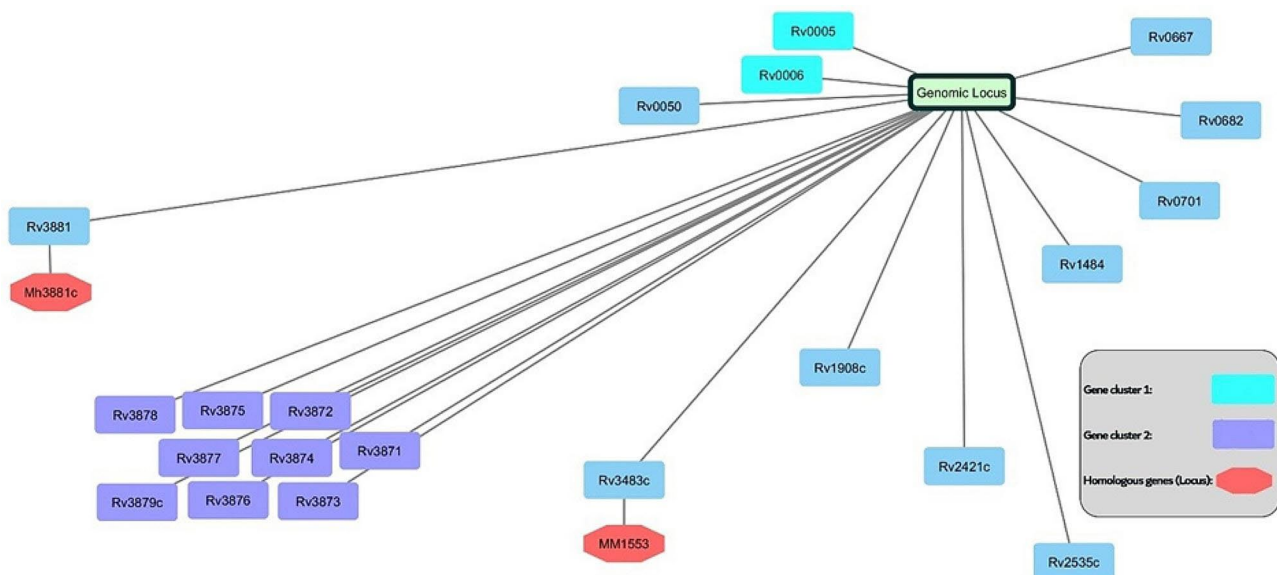 Rv0005
Rv0667
Rv0006
Genomic Locus
Rv0050
Rv0682
Rv0701
Rv3881
Rv1484
Mh3881c
Rv1908c
Gene cluster 1:
Rv3878
Rv3875
Rv3872
Gene cluster 2:
Rv3877
Rv3874
Rv3871
Rv2421c
Rv3483c
Homologous genes (Locus):
Rv3879c
Rv3876
Rv3873
MM1553
Rv2535c